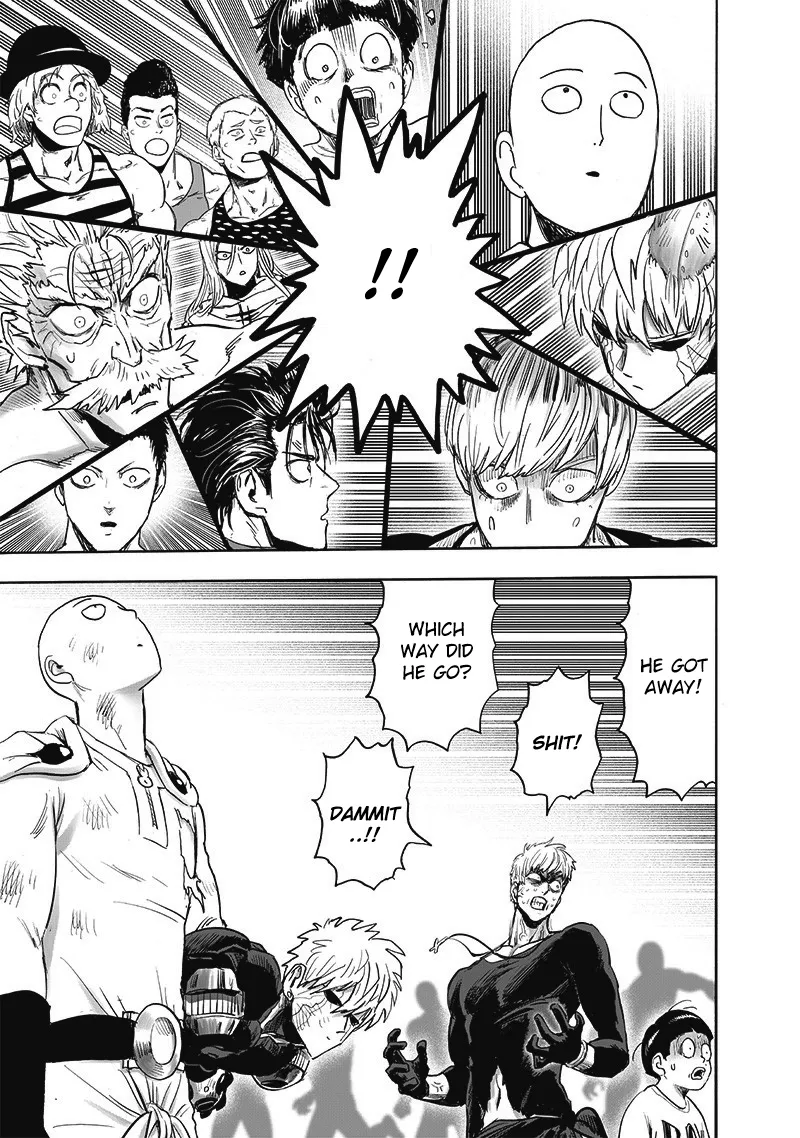 !!
HE GOT
AWAY!
WHICH
WAY DID
HE GO?
SHIT!
DAMMIT
..!!